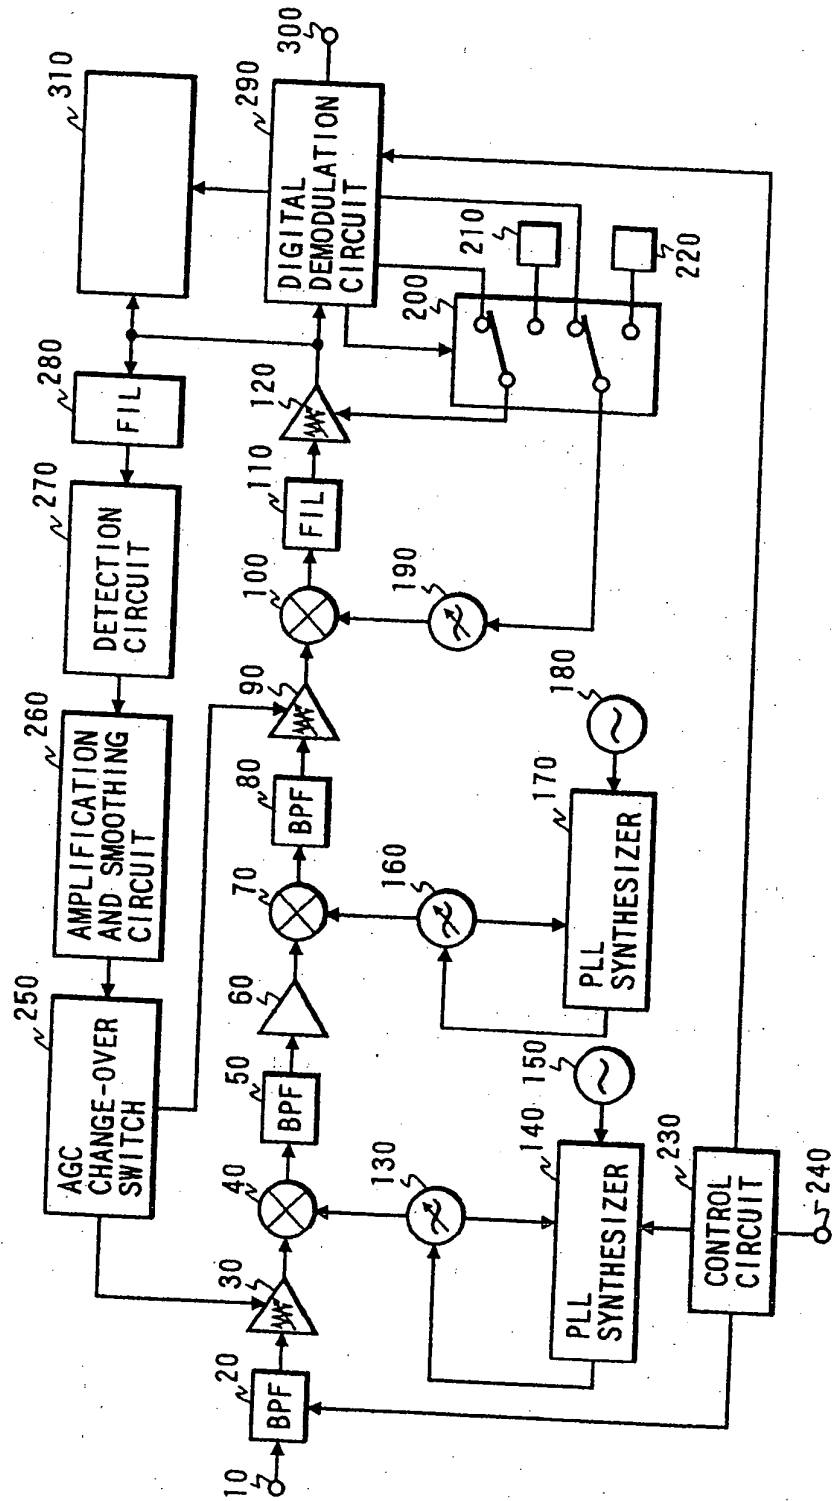 310
290
300
DIGITAL
DEMODULATION
CIRCUIT
210
220
200
280
FIL
120
270
DETECTION
CIRCUIT
110
FIL
100
190
260
AMPLIFICATION
AND SMOOTHING
CIRCUIT
90
80
BPF
180
170
PLL
SYNTHESIZER
70
160
250
AGC
CHANGE-OVER
SWITCH
60
50
BPF
150
140
PLL
SYNTHESIZER
40
130
230
CONTROL
CIRCUIT
240
30
20
BPF
10